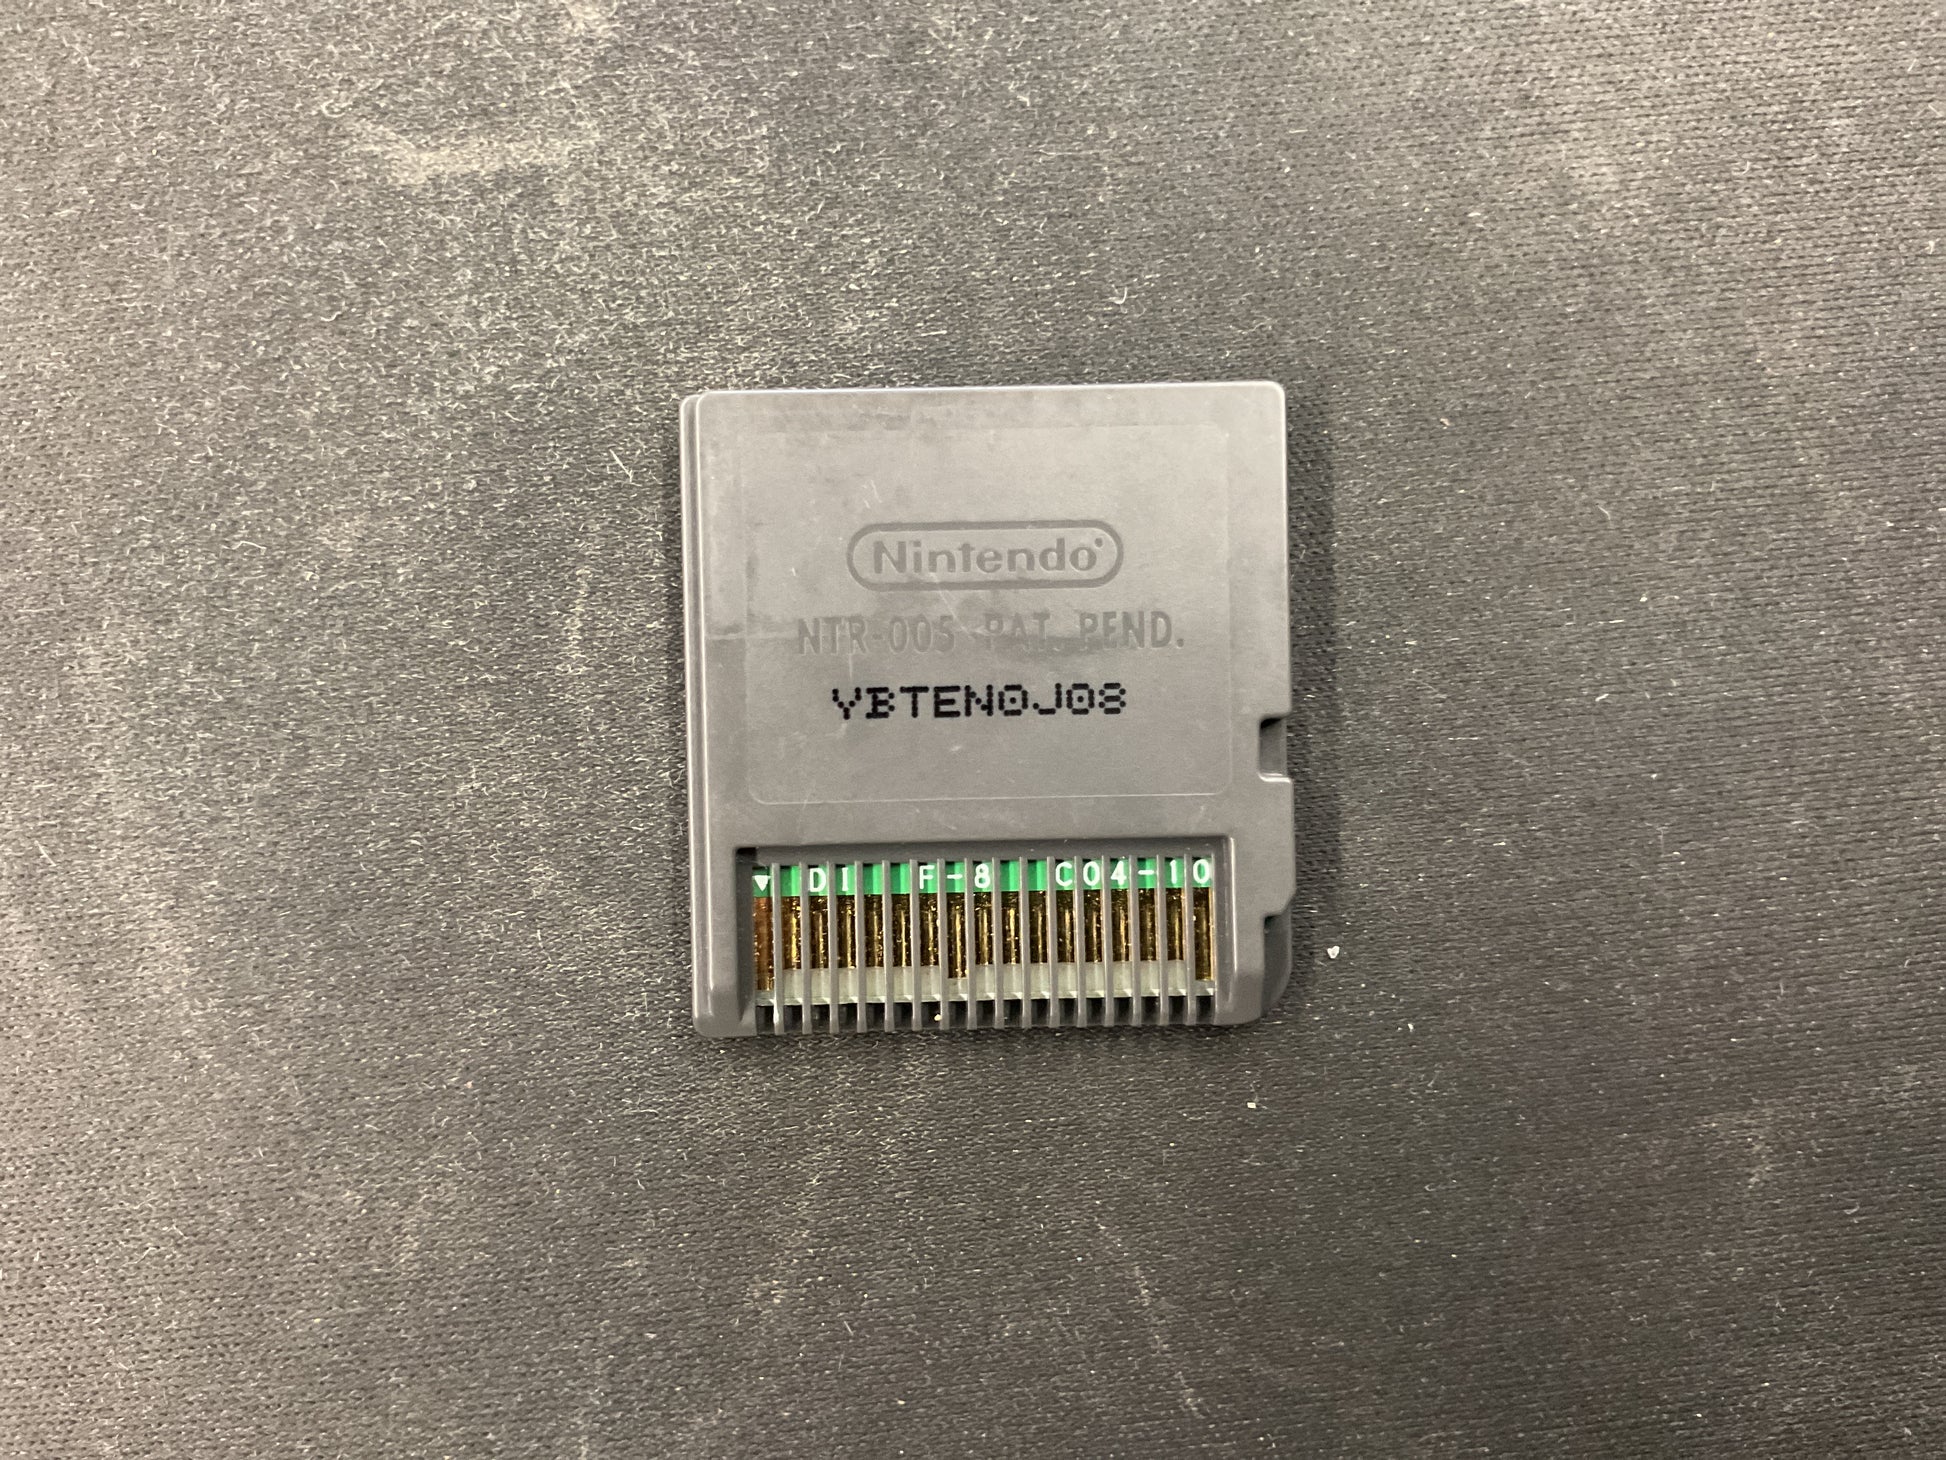 Nintendo®
NTR-005 PAT. PEND.
YBTEN0J08
▼ DI F-8 C04-10